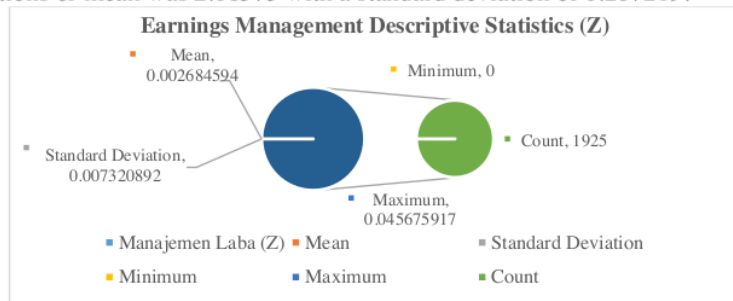 Earnings Management Descriptive Statistics (Z)
Mean,
0.002684594
Minimum, 0
Count, 1925
Standard Deviation,
0.007320892
Maximum,
0.045675917
Manajemen Laba (Z) Mean Standard Deviation
Minimum Maximum Count